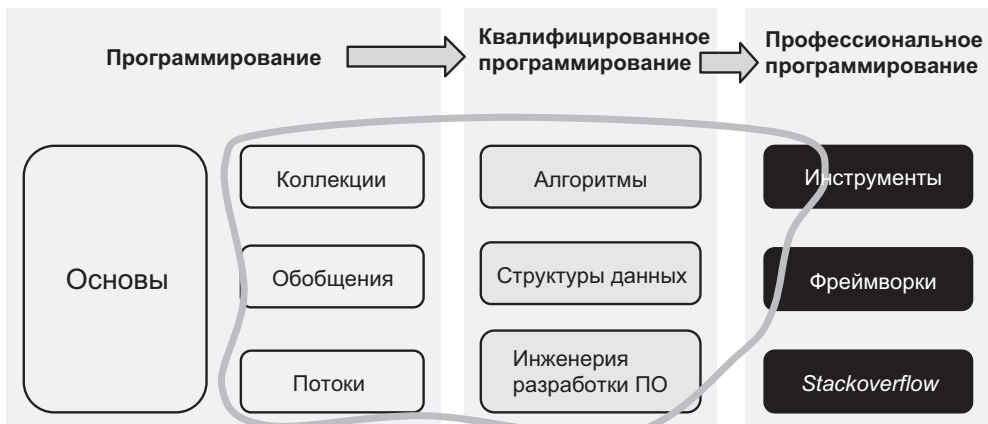 Программирование
Квалифицированное
программирование
Профессиональное
программирование
Основы
Коллекции
Обобщения
Потоки
Алгоритмы
Структуры данных
Инженерия
разработки ПО
Инструменты
Фреймворки
Stackoverflow